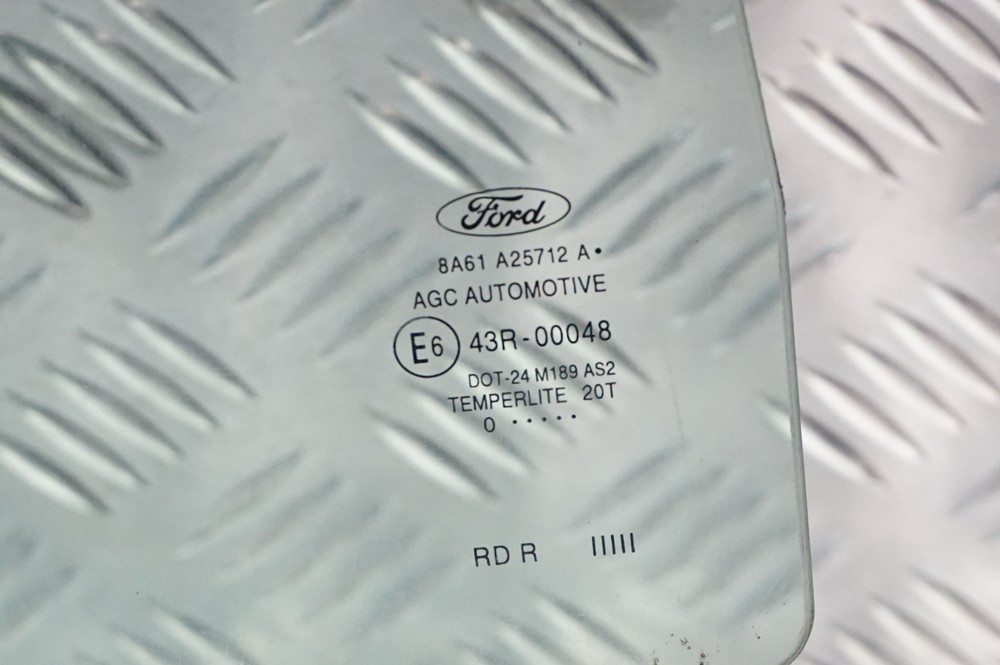 Ford
8A61 A25712 A•
AGC AUTOMOTIVE
E6 43R-00048
DOT-24 M189 AS2
TEMPERLITE 20T
0 • • • • •
RD R IIIII